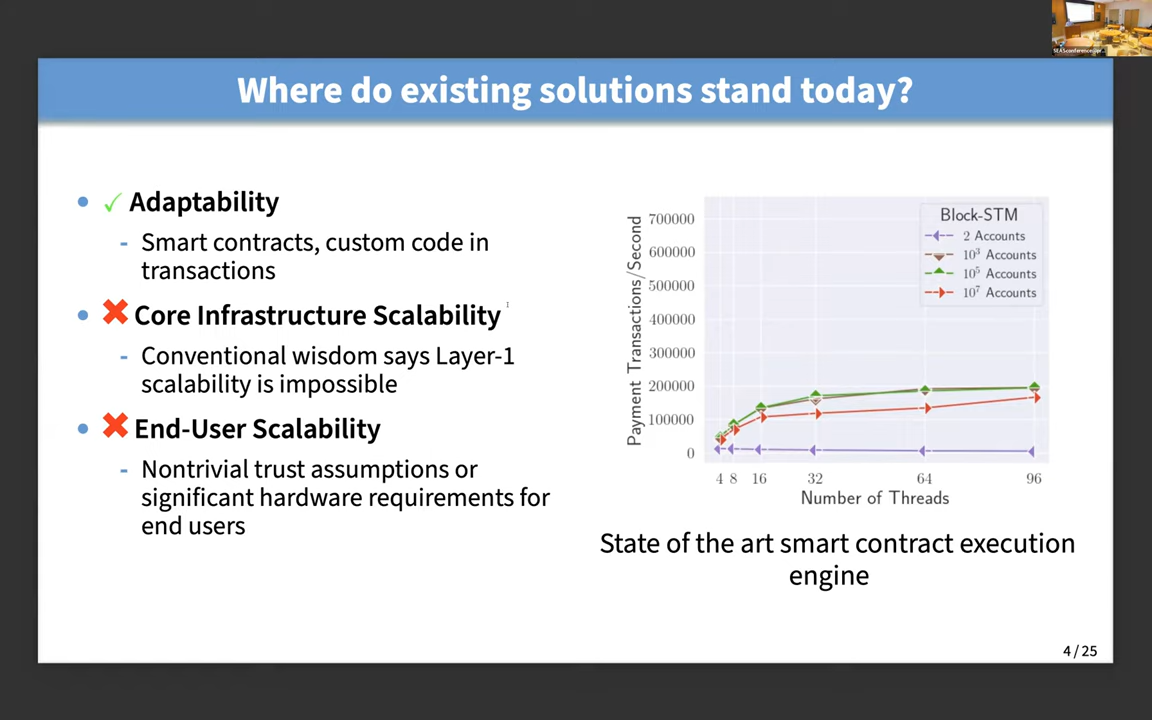 Where do existing solutions stand today?
✓ Adaptability
- Smart contracts, custom code in
transactions
✖ Core Infrastructure Scalability
- Conventional wisdom says Layer-1
scalability is impossible
✖ End-User Scalability
- Nontrivial trust assumptions or
significant hardware requirements for
end users
Payment Transactions/Second
700000
600000
500000
400000
300000
200000
100000
0
Block-STM
2 Accounts
10³ Accounts
10⁵ Accounts
10⁷ Accounts
4 8 16 32 64 96
Number of Threads
State of the art smart contract execution
engine
4 / 25